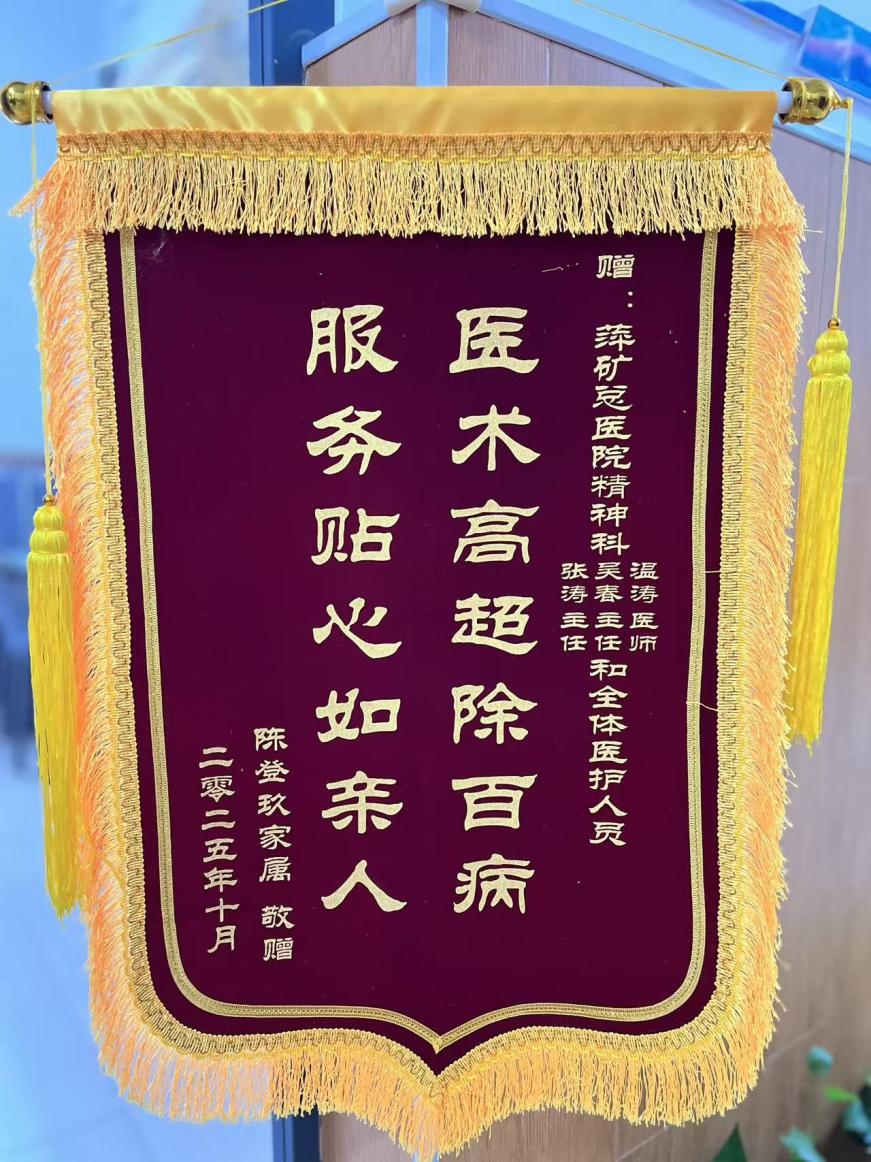 赠：萍矿总医院精神科
温涛医师
吴春主任
张涛主任
和全体医护人员
医术高超除百病
服务贴心如亲人
陈登玖家属 敬赠
二零二五年十月